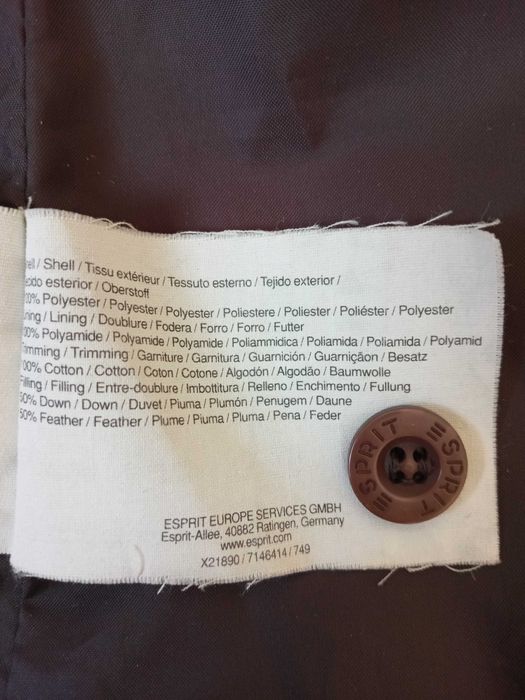 Shell / Tissu extérieur / Tessuto esterno / Tejido exterior /
esterior / Oberstoff
Polyester / Polyester / Polyester / Poliestere / Poliester / Poliéster / Polyester
Lining / Doublure / Fodera / Forro / Forro / Futter
Polyamide / Polyamide / Polyamide / Poliammidica / Poliamida / Poliamida / Polyamid
Trimming / Garniture / Garnitura / Guarnición / Guarnição / Besatz
Cotton / Cotton / Coton / Cotone / Algodón / Algodão / Baumwolle
Filling / Entre-doublure / Imbottitura / Relleno / Enchimento / Fullung
Down / Down / Duvet / Piuma / Plumón / Penugem / Daune
Feather / Feather / Plume / Piuma / Pluma / Pena / Feder
ESPRIT EUROPE SERVICES GMBH
Esprit-Allee, 40882 Ratingen, Germany
www.esprit.com
X21890 / 7146414 / 749
ESPRIT
ESPRIT